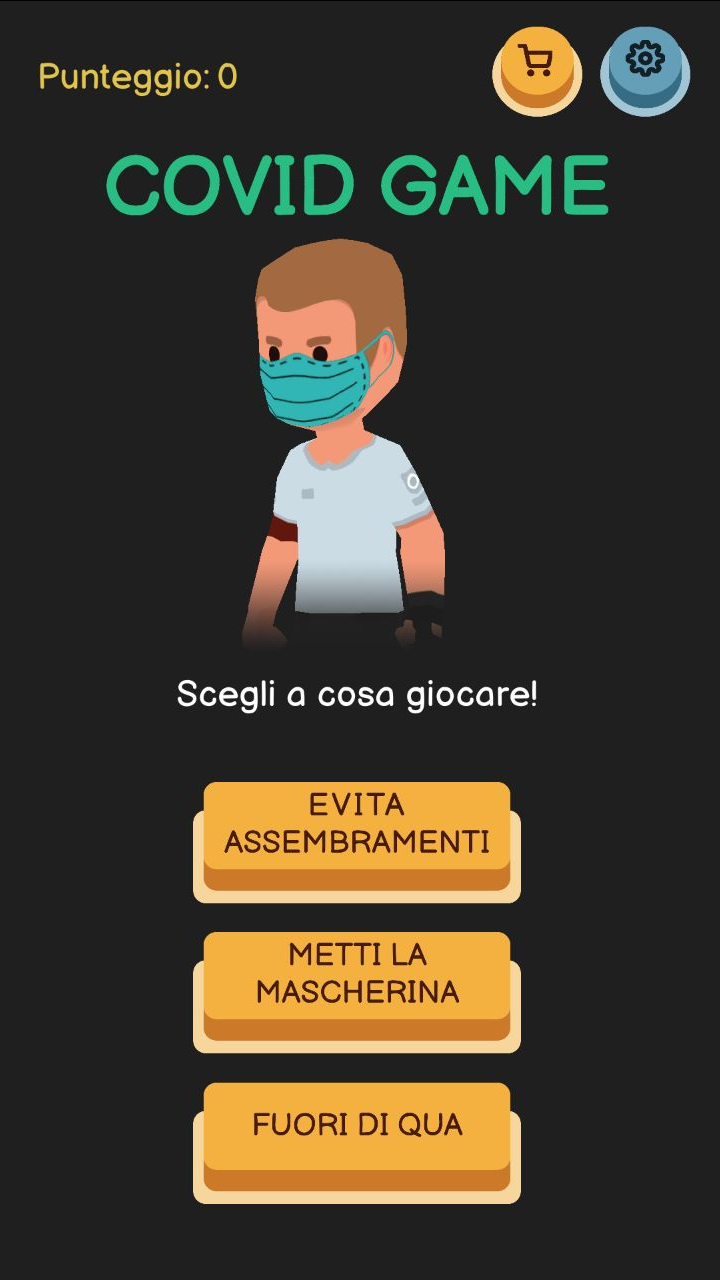 Punteggio: 0
COVID GAME
Scegli a cosa giocare!
EVITA
ASSEMBRAMENTI
METTI LA
MASCHERINA
FUORI DI QUA